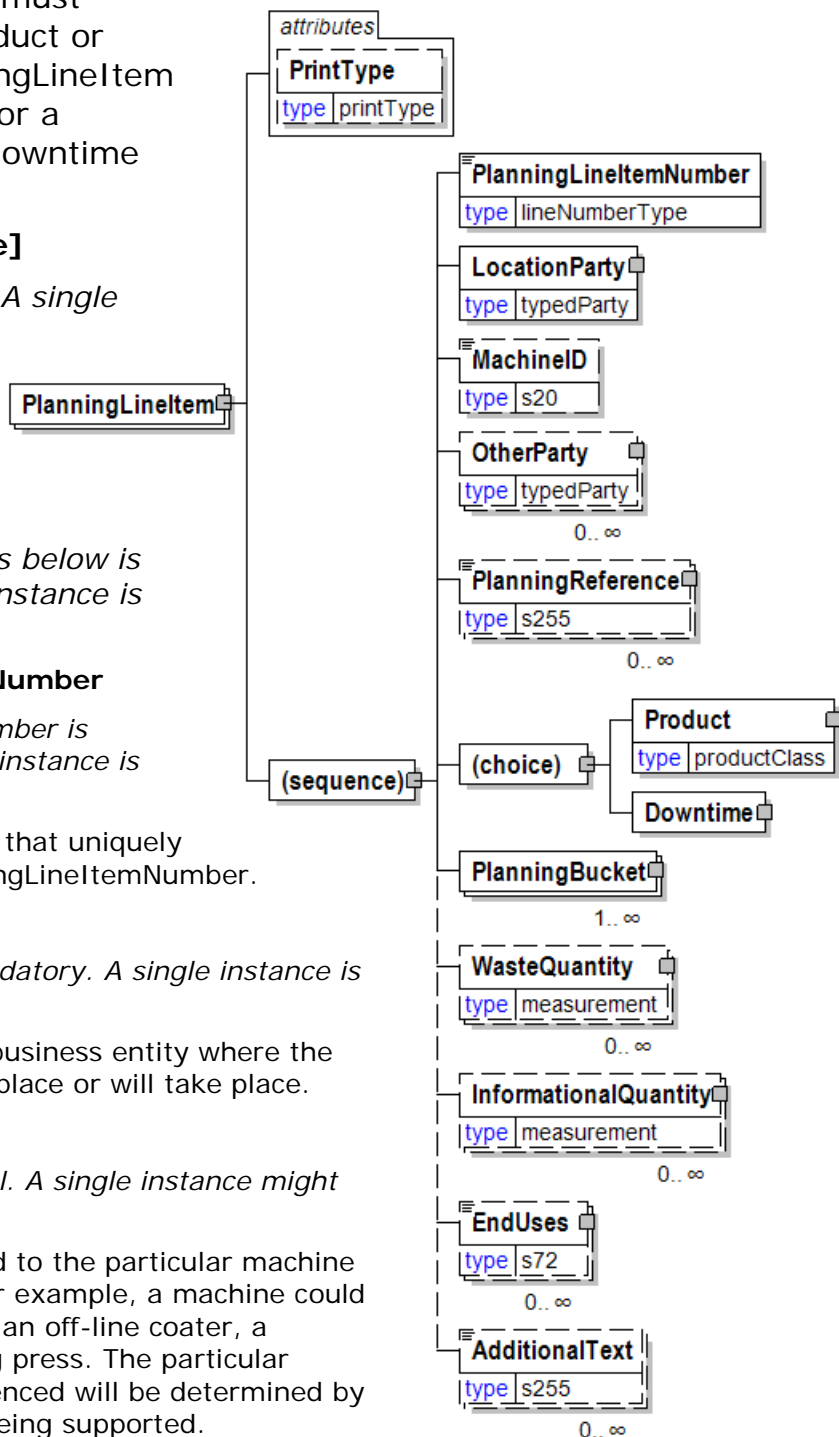 must
duct or
ngLineItem
or a
owntime
e]
A single
s below is
nstance is
Number
mber is
instance is
that uniquely
ngLineItemNumber.
datory. A single instance is
business entity where the
place or will take place.
l. A single instance might
d to the particular machine
r example, a machine could
an off-line coater, a
g press. The particular
enced will be determined by
eing supported.
PlanningLineItem
attributes
PrintType
type printType
(sequence)
PlanningLineItemNumber
type lineNumberType
LocationParty
type typedParty
MachineID
type s20
OtherParty
type typedParty
0.. ∞
PlanningReference
type s255
0.. ∞
(choice)
Product
type productClass
Downtime
PlanningBucket
1.. ∞
WasteQuantity
type measurement
0.. ∞
InformationalQuantity
type measurement
0.. ∞
EndUses
type s72
0.. ∞
AdditionalText
type s255
0.. ∞